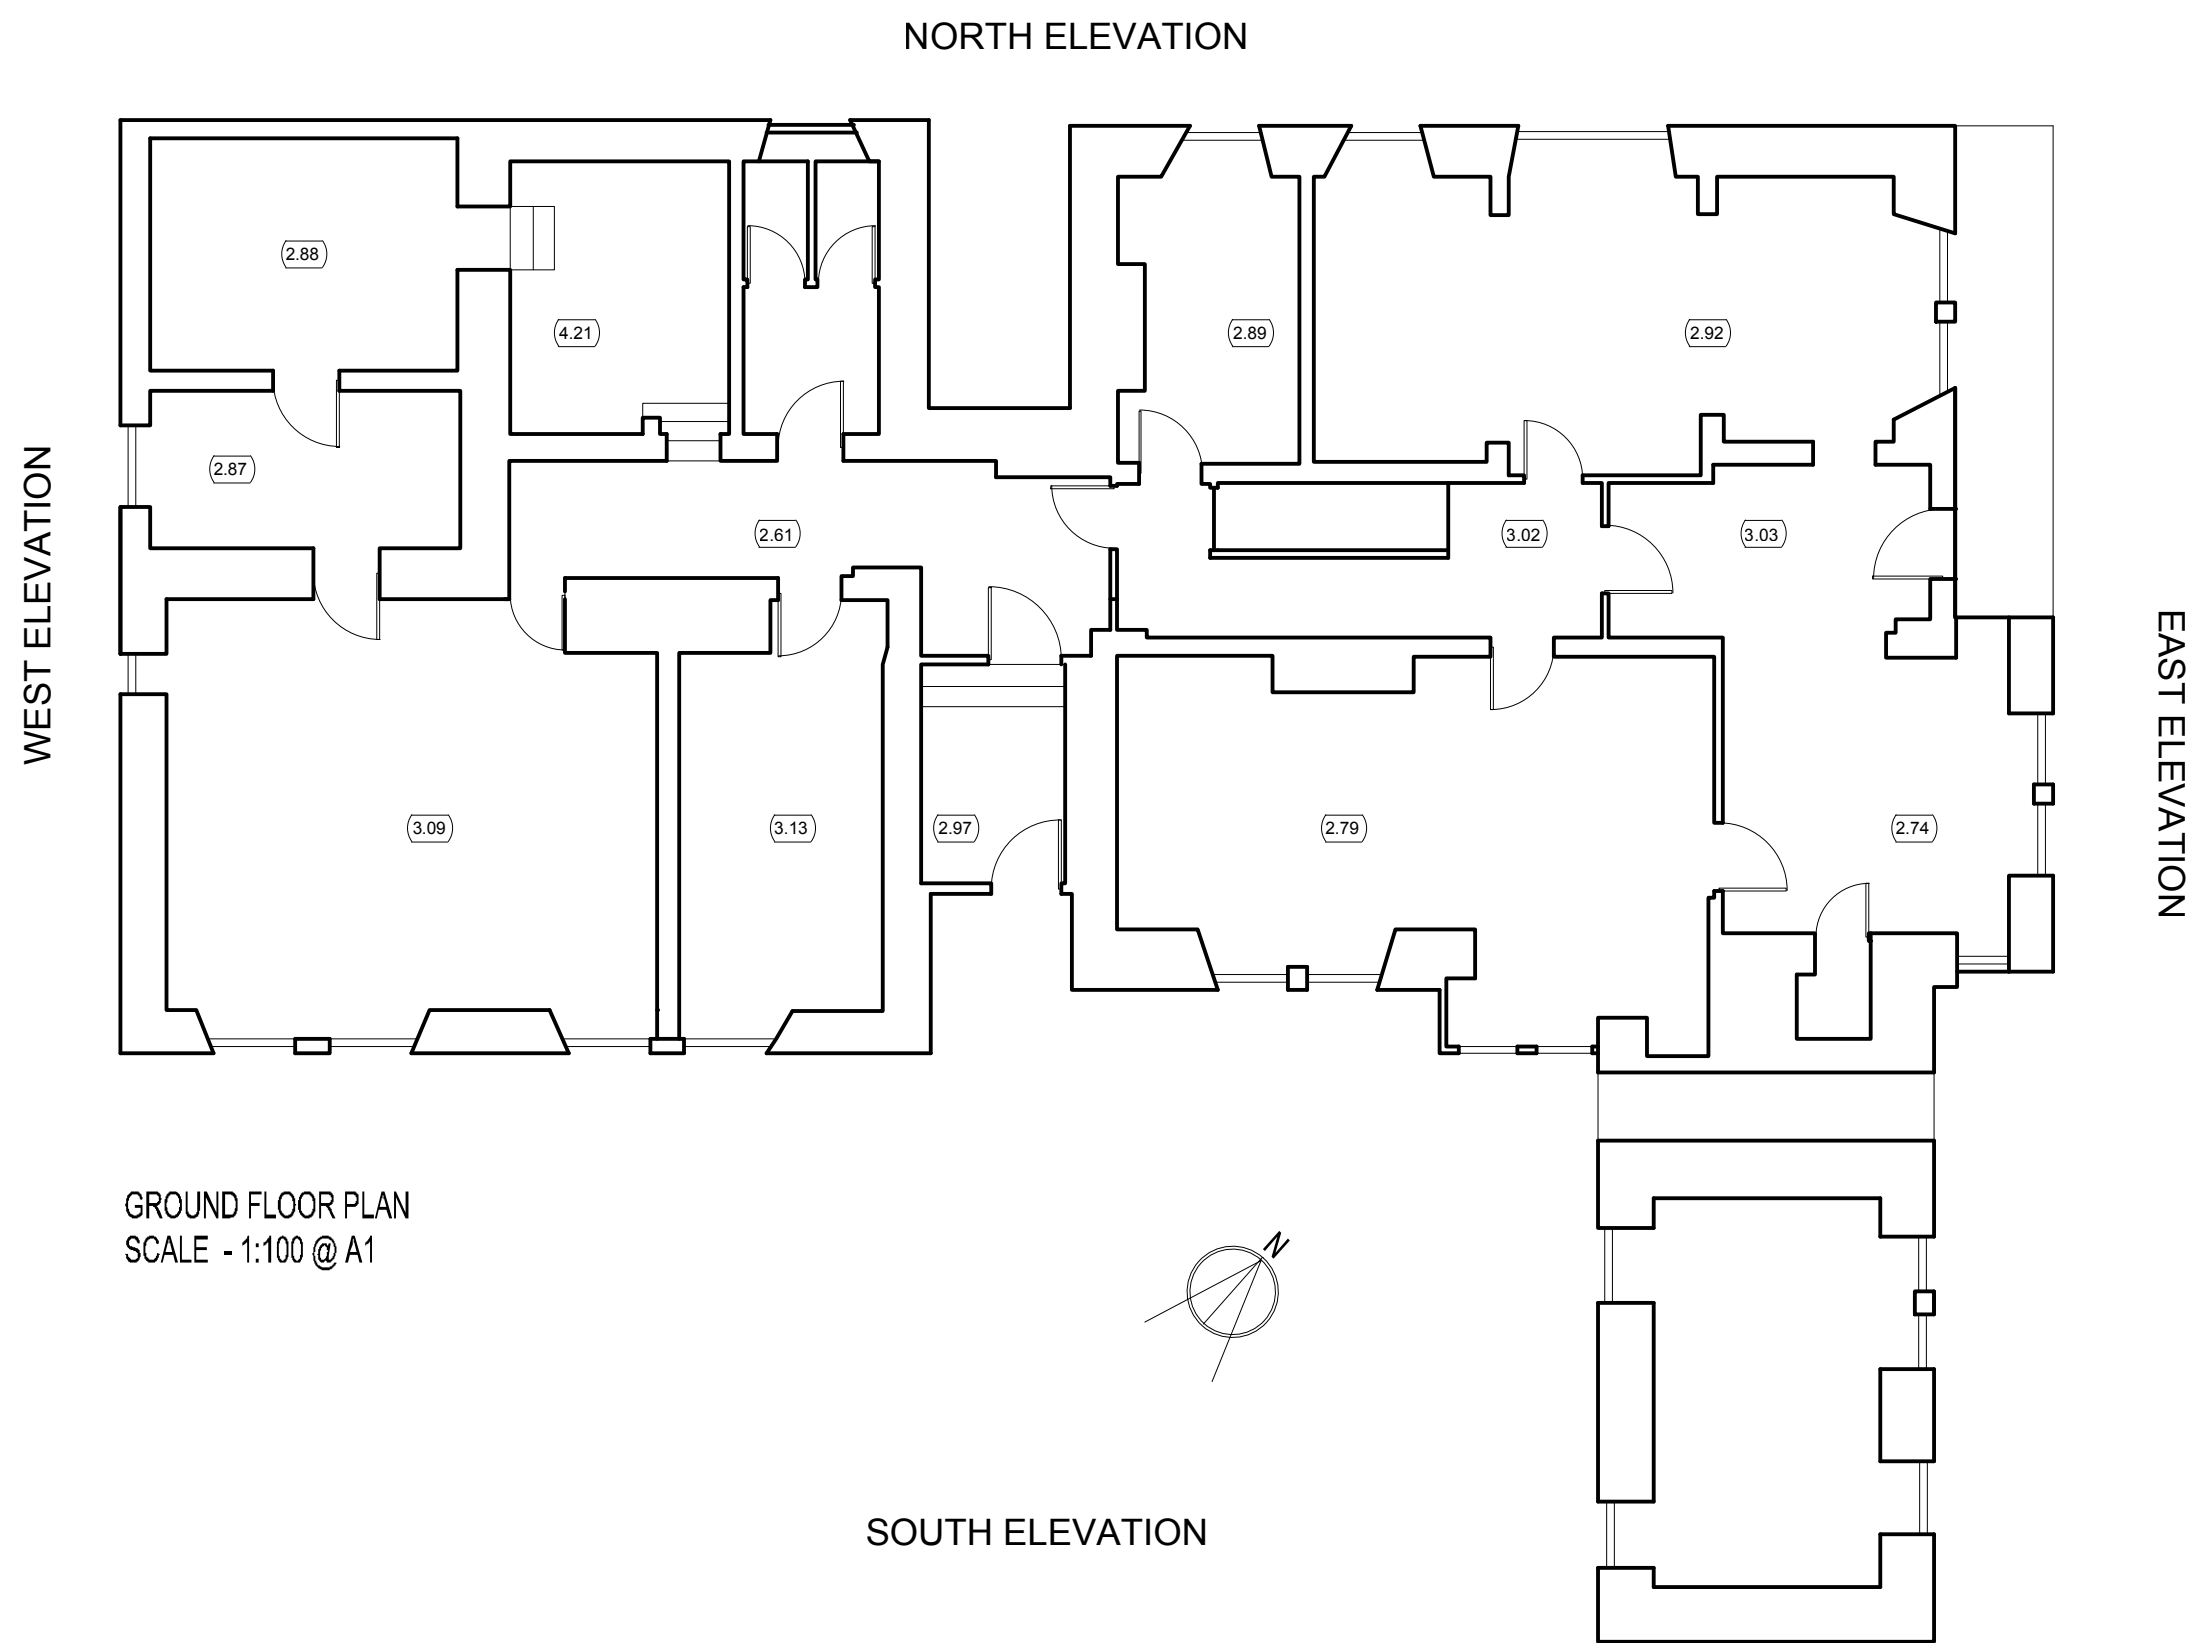 NORTH ELEVATION
2.88
4.21
2.89
2.92
2.87
2.61
3.02
3.03
WEST ELEVATION
EAST ELEVATION
3.09
3.13
2.97
2.79
2.74
GROUND FLOOR PLAN
SCALE - 1:100 @ A1
N
SOUTH ELEVATION